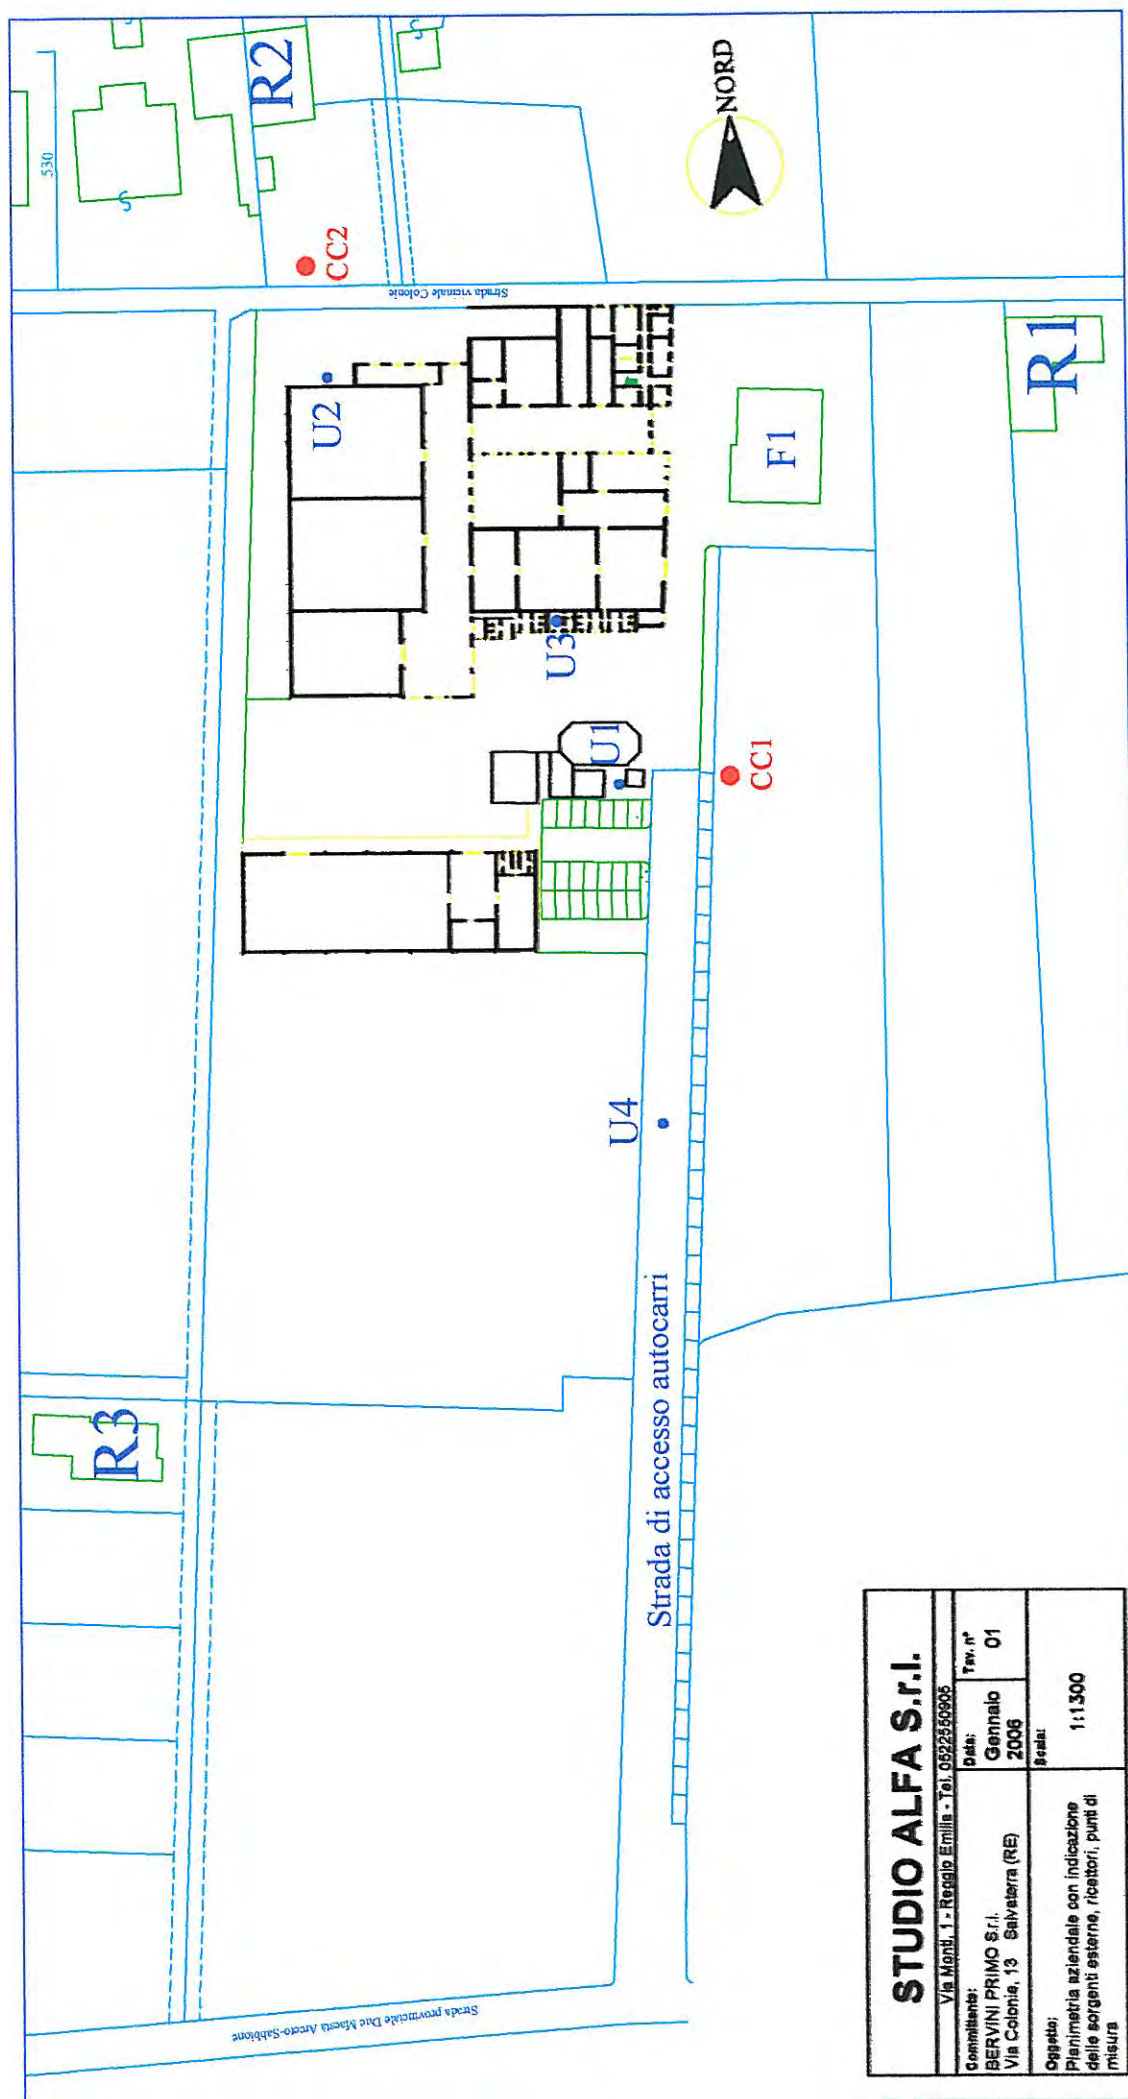 530
R2
CC2
NORD
Strada vicinale Colonie
U2
R1
F1
U3
U1
CC1
U4
Strada di accesso autocarri
R3
Strada provinciale Due Maestà Arceto-Sabbione
STUDIO ALFA S.r.l.
Via Monti, 1 - Reggio Emilia - Tel. 0522550905
Committente:
BERVINI PRIMO S.r.l.
Via Colonie, 13 Salvaterra (RE)
Data:
Gennaio
2006
Tav. n°
01
Oggetto:
Planimetria aziendale con indicazione
delle sorgenti esterne, ricettori, punti di
misura
Scala:
1:1300